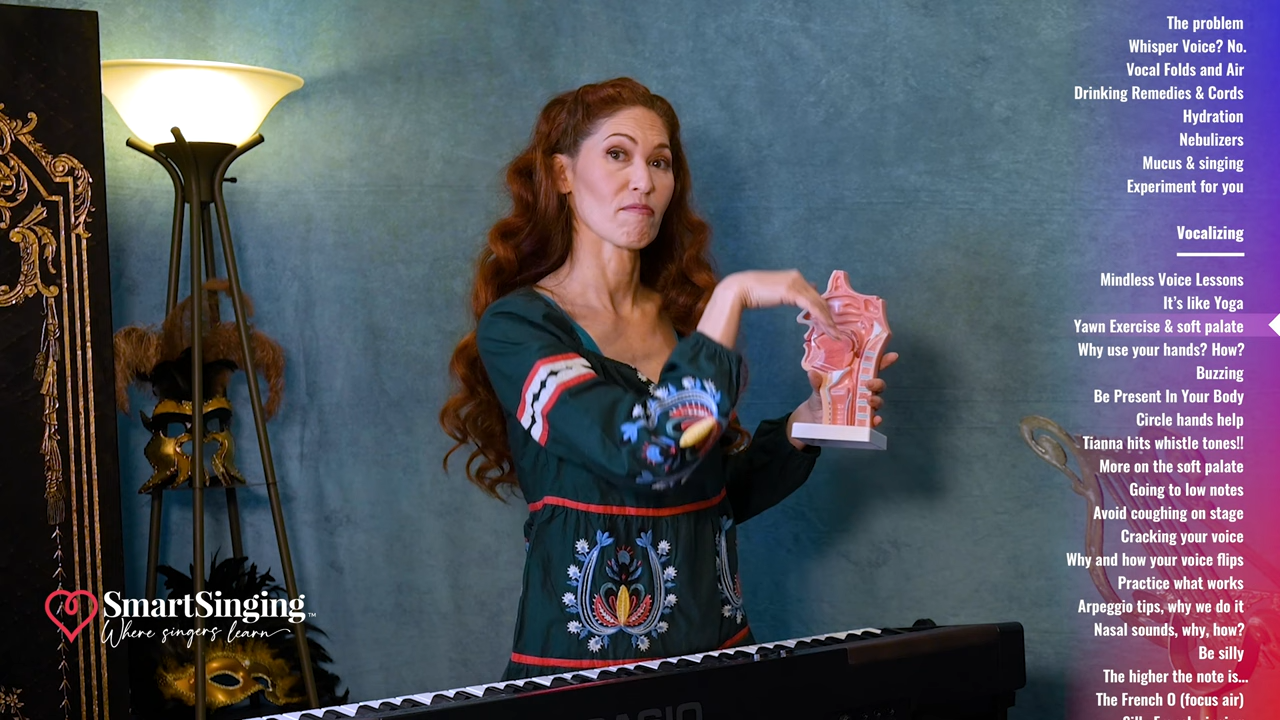 The problem
Whisper Voice? No.
Vocal Folds and Air
Drinking Remedies & Cords
Hydration
Nebulizers
Mucus & singing
Experiment for you
Vocalizing
Mindless Voice Lessons
It's like Yoga
Yawn Exercise & soft palate
Why use your hands? How?
Buzzing
Be Present In Your Body
Circle hands help
Tianna hits whistle tones!!
More on the soft palate
Going to low notes
Avoid coughing on stage
Cracking your voice
Why and how your voice flips
Practice what works
Arpeggio tips, why we do it
Nasal sounds, why, how?
Be silly
The higher the note is...
The French O (focus air)
SmartSinging™
Where singers learn
CASIO